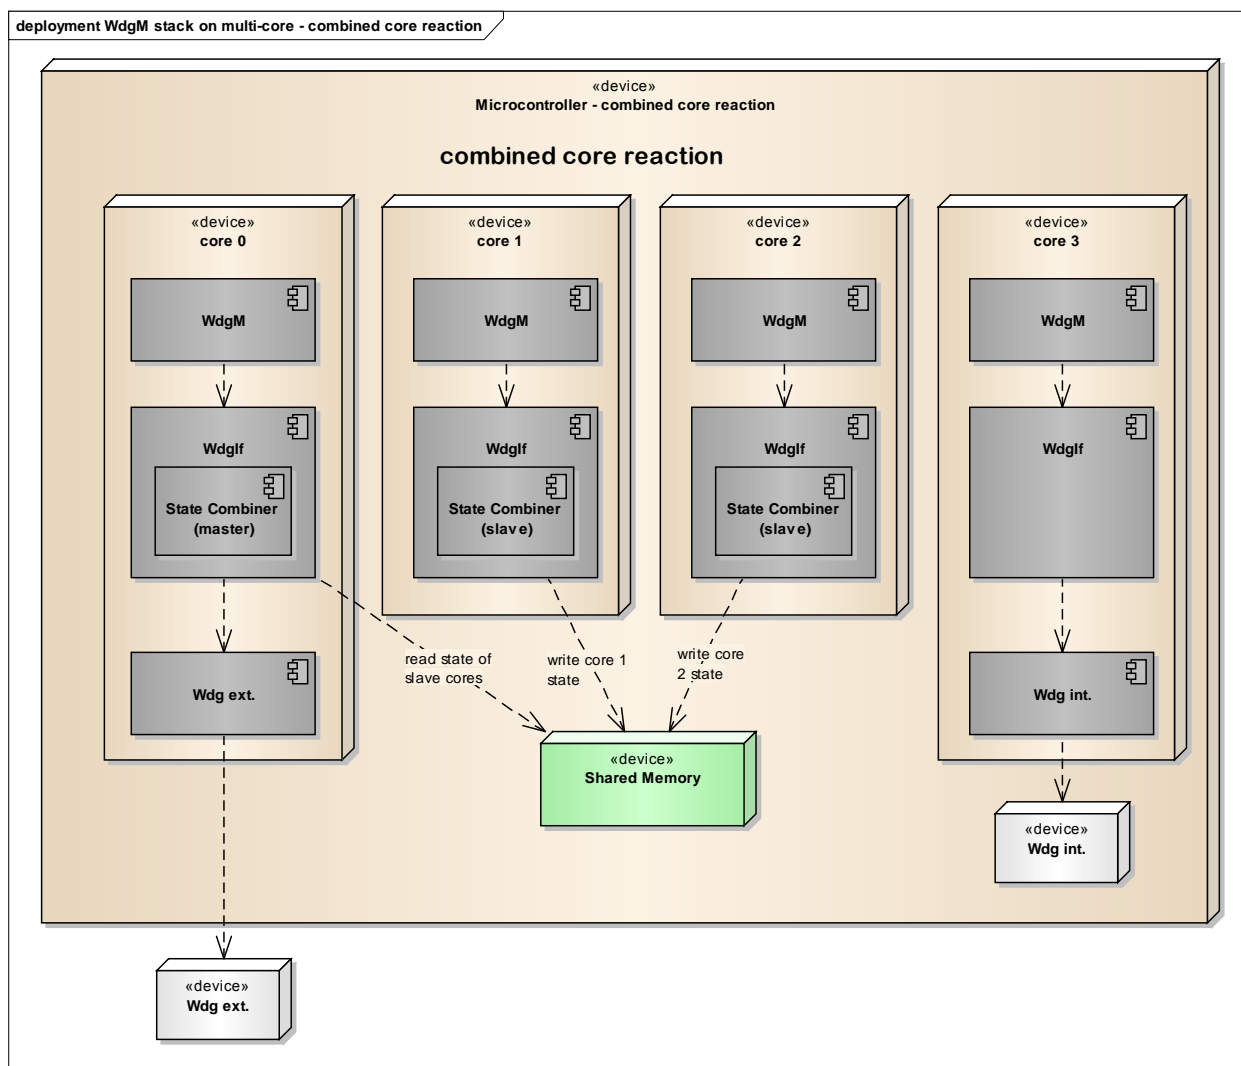 deployment WdgM stack on multi-core - combined core reaction
«device»
Microcontroller - combined core reaction
combined core reaction
«device»
core 0
WdgM
WdgIf
State Combiner
(master)
Wdg ext.
«device»
core 1
WdgM
WdgIf
State Combiner
(slave)
«device»
core 2
WdgM
WdgIf
State Combiner
(slave)
«device»
core 3
WdgM
WdgIf
Wdg int.
read state of
slave cores
write core 1
state
write core
2 state
«device»
Shared Memory
«device»
Wdg int.
«device»
Wdg ext.